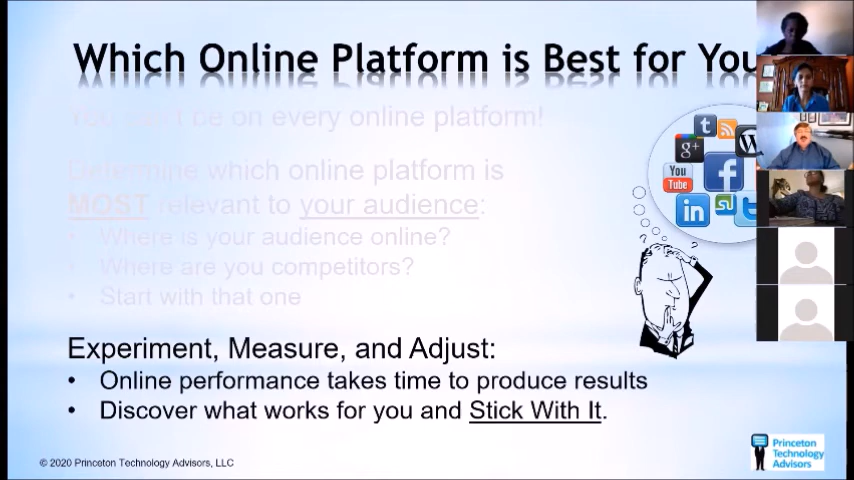 Which Online Platform is Best for You
You can't be on every online platform!
Determine which online platform is
MOST relevant to your audience:
• Where is your audience online?
• Where are you competitors?
• Start with that one
Experiment, Measure, and Adjust:
• Online performance takes time to produce results
• Discover what works for you and Stick With It.
t
g+
W
You
Tube
f
in
? ?
© 2020 Princeton Technology Advisors, LLC
Princeton
Technology
Advisors